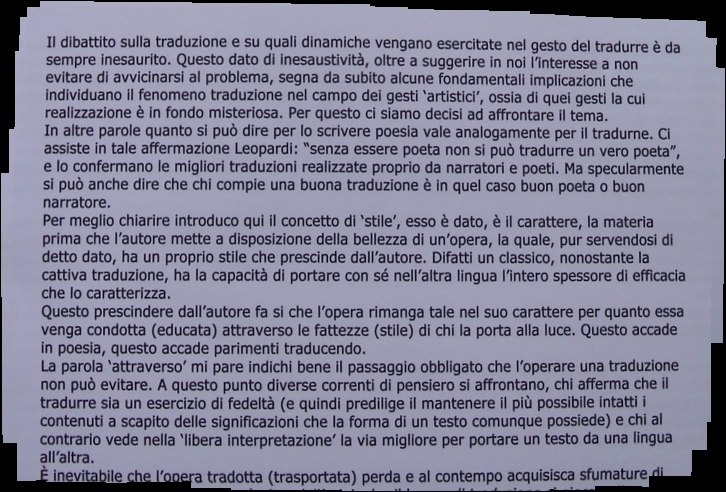 Il dibattito sulla traduzione e su quali dinamiche vengano esercitate nel gesto del tradurre è da
sempre inesaurito. Questo dato di inesaustività, oltre a suggerire in noi l'interesse a non
evitare di avvicinarsi al problema, segna da subito alcune fondamentali implicazioni che
individuano il fenomeno traduzione nel campo dei gesti 'artistici', ossia di quei gesti la cui
realizzazione è in fondo misteriosa. Per questo ci siamo decisi ad affrontare il tema.
In altre parole quanto si può dire per lo scrivere poesia vale analogamente per il tradurne. Ci
assiste in tale affermazione Leopardi: "senza essere poeta non si può tradurre un vero poeta",
e lo confermano le migliori traduzioni realizzate proprio da narratori e poeti. Ma specularmente
si può anche dire che chi compie una buona traduzione è in quel caso buon poeta o buon
narratore.
Per meglio chiarire introduco qui il concetto di 'stile', esso è dato, è il carattere, la materia
prima che l'autore mette a disposizione della bellezza di un'opera, la quale, pur servendosi di
detto dato, ha un proprio stile che prescinde dall'autore. Difatti un classico, nonostante la
cattiva traduzione, ha la capacità di portare con sé nell'altra lingua l'intero spessore di efficacia
che lo caratterizza.
Questo prescindere dall'autore fa si che l'opera rimanga tale nel suo carattere per quanto essa
venga condotta (educata) attraverso le fattezze (stile) di chi la porta alla luce. Questo accade
in poesia, questo accade parimenti traducendo.
La parola 'attraverso' mi pare indichi bene il passaggio obbligato che l'operare una traduzione
non può evitare. A questo punto diverse correnti di pensiero si affrontano, chi afferma che il
tradurre sia un esercizio di fedeltà (e quindi predilige il mantenere il più possibile intatti i
contenuti a scapito delle significazioni che la forma di un testo comunque possiede) e chi al
contrario vede nella 'libera interpretazione' la via migliore per portare un testo da una lingua
all'altra.
È inevitabile che l'opera tradotta (trasportata) perda e al contempo acquisisca sfumature di